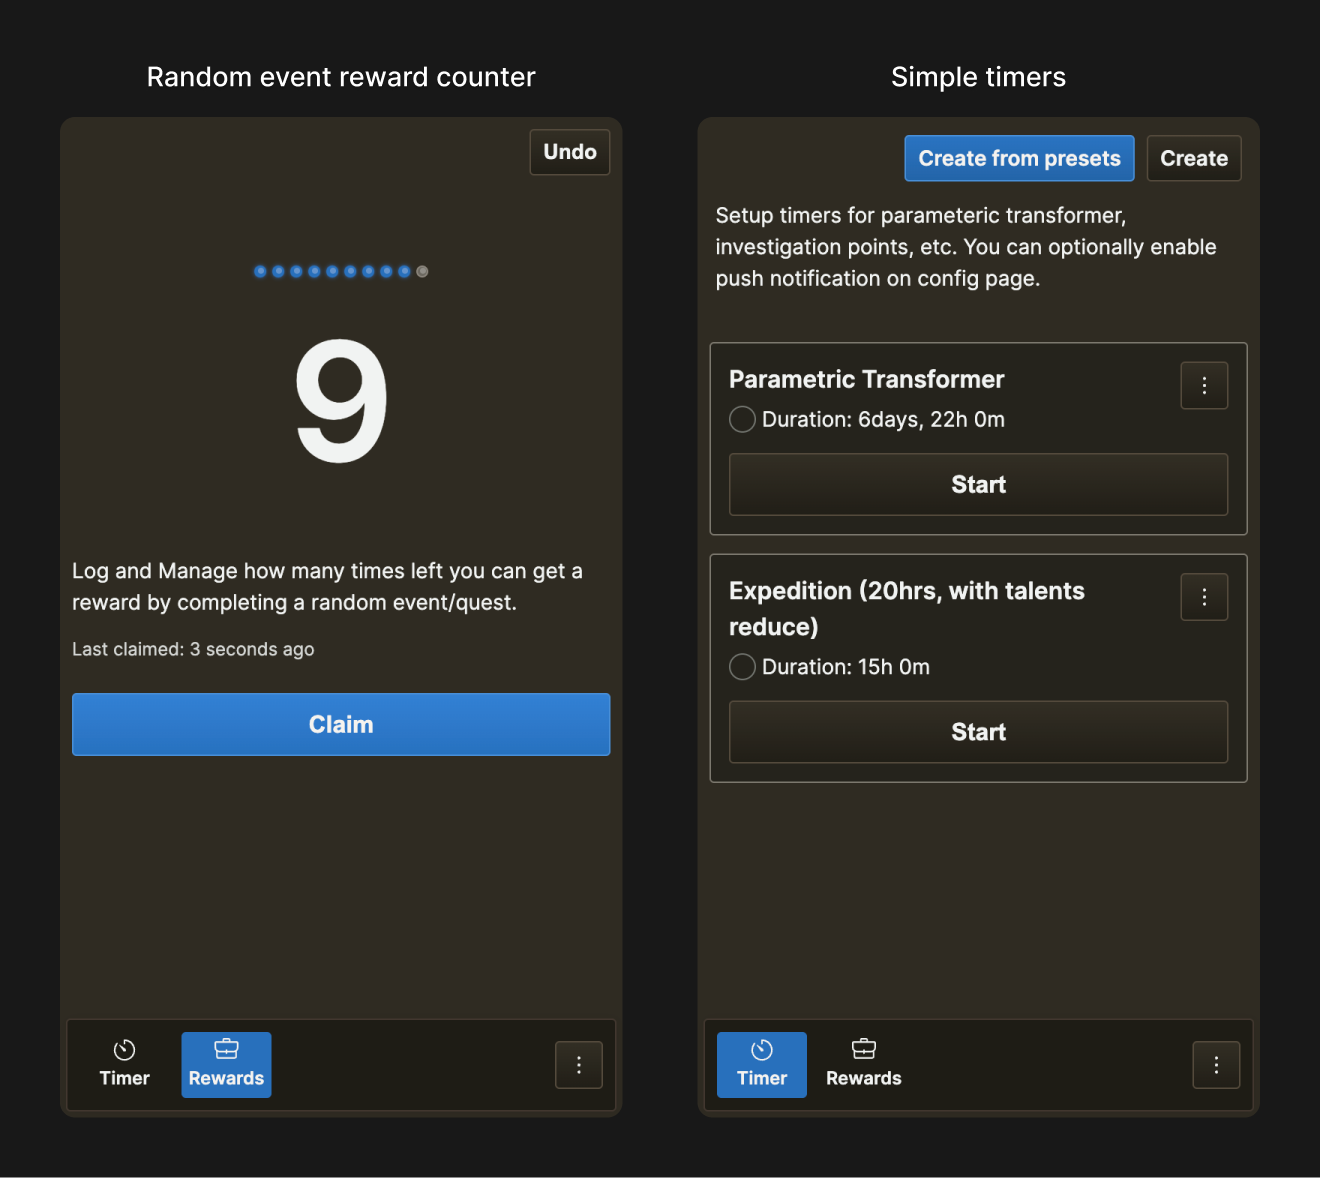 Random event reward counter
Undo
9
Log and Manage how many times left you can get a
reward by completing a random event/quest.
Last claimed: 3 seconds ago
Claim
Timer
Rewards
Simple timers
Create from presets
Create
Setup timers for parameteric transformer,
investigation points, etc. You can optionally enable
push notification on config page.
Parametric Transformer
Duration: 6days, 22h 0m
Start
Expedition (20hrs, with talents
reduce)
Duration: 15h 0m
Start
Timer
Rewards